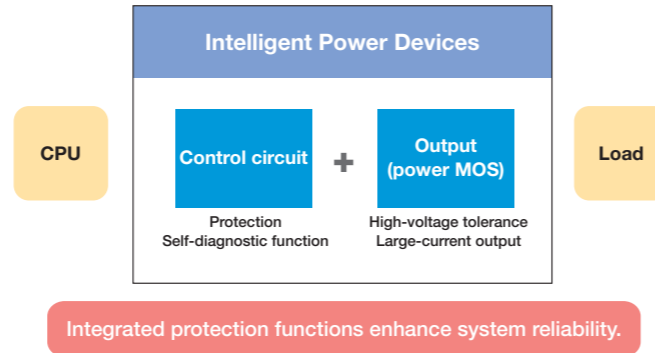 Intelligent Power Devices
CPU
Control circuit
+
Output
(power MOS)
Load
Protection
Self-diagnostic function
High-voltage tolerance
Large-current output
Integrated protection functions enhance system reliability.